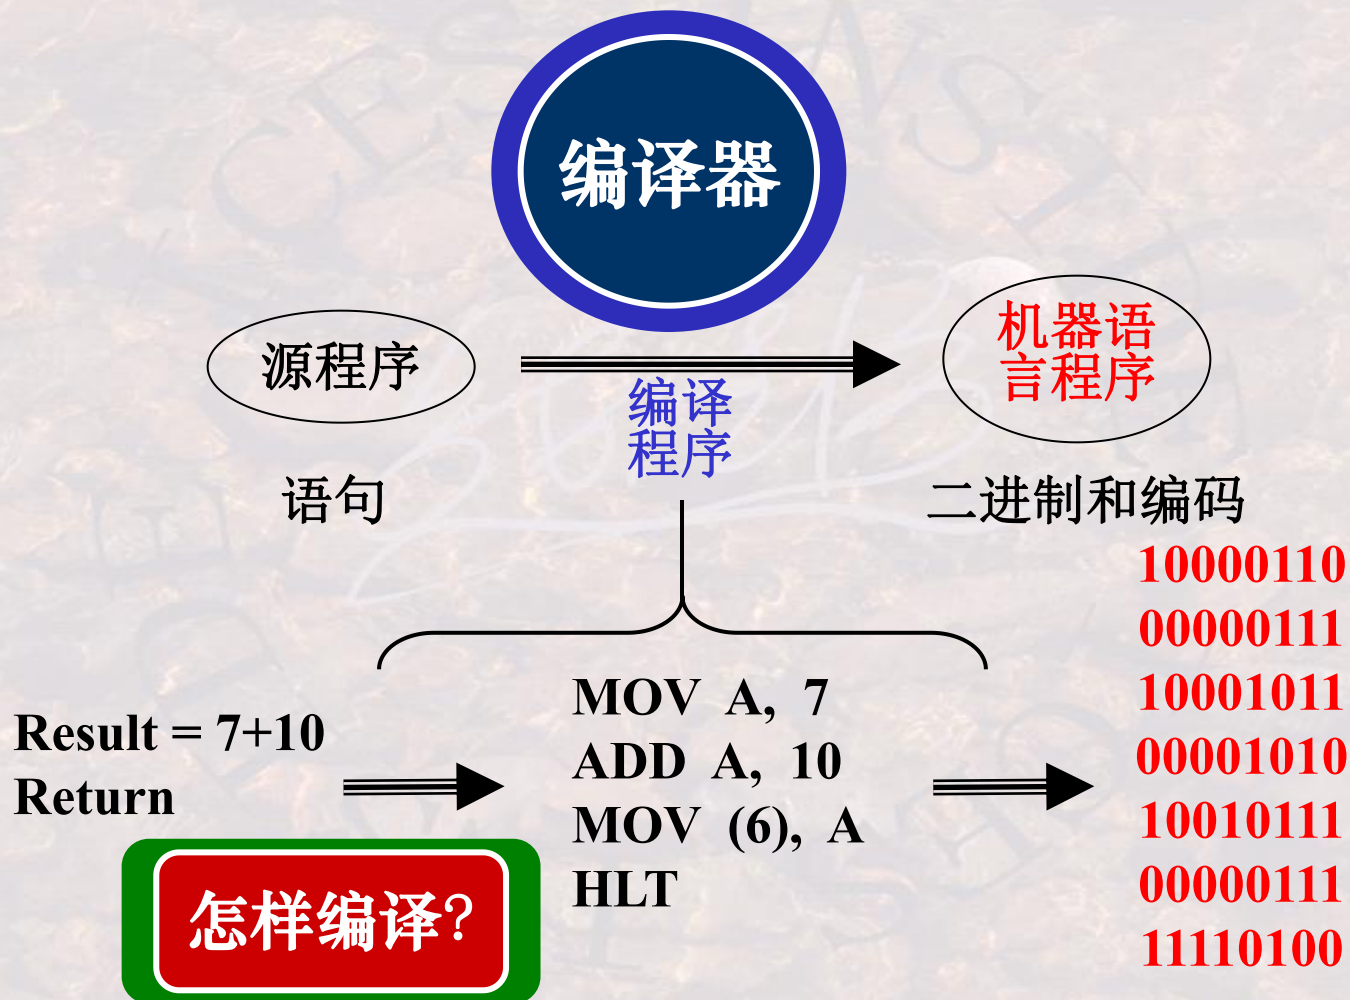 编译器
源程序
编译
程序
机器语
言程序
语句
二进制和编码
Result = 7+10
Return
怎样编译?
MOV A, 7
ADD A, 10
MOV (6), A
HLT
10000110
00000111
10001011
00001010
10010111
00000111
11110100